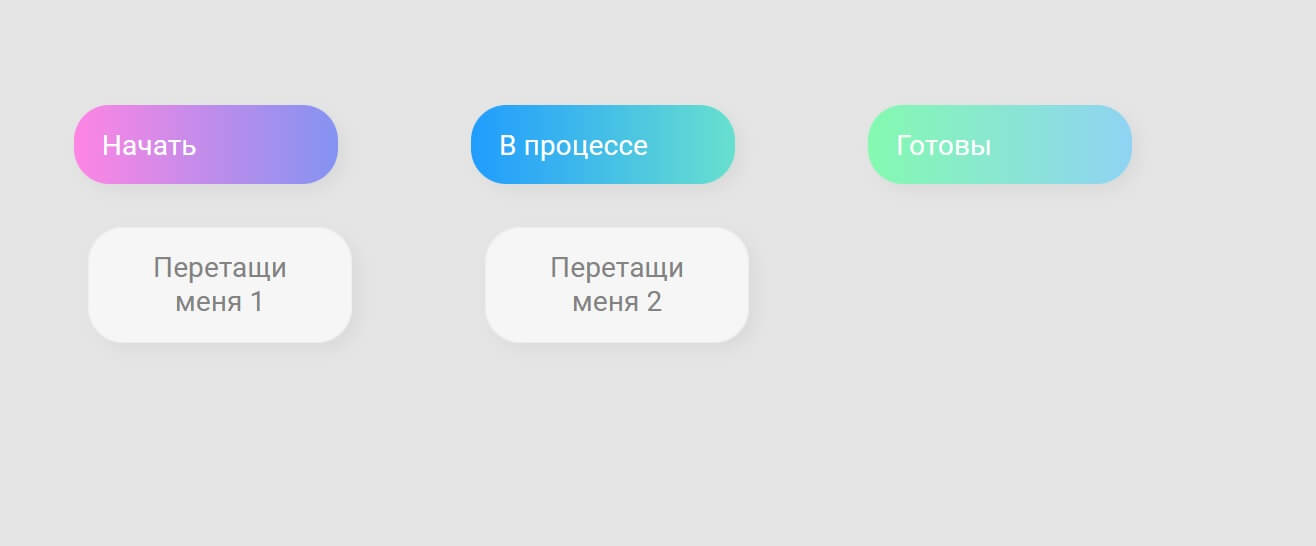 Начать
В процессе
Готовы
Перетащи
меня 1
Перетащи
меня 2